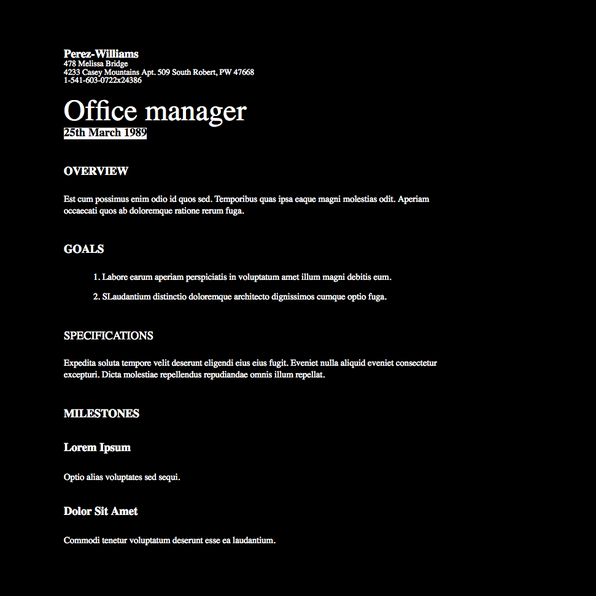 Perez-Williams
478 Melissa Bridge
4233 Casey Mountains Apt. 509 South Robert, PW 47668
1-541-603-0722x24386
Office manager
25th March 1989
OVERVIEW
Est cum possimus enim odio id quos sed. Temporibus quas ipsa eaque magni molestias odit. Aperiam
occaecati quos ab doloremque ratione rerum fuga.
GOALS
1. Labore earum aperiam perspiciatis in voluptatum amet illum magni debitis eum.
2. SLaudantium distinctio doloremque architecto dignissimos cumque optio fuga.
SPECIFICATIONS
Expedita soluta tempore velit deserunt eligendi eius eius fugit. Eveniet nulla aliquid eveniet consectetur
excepturi. Dicta molestiae repellendus repudiandae omnis illum repellat.
MILESTONES
Lorem Ipsum
Optio alias voluptates sed sequi.
Dolor Sit Amet
Commodi tenetur voluptatum deserunt esse ea laudantium.